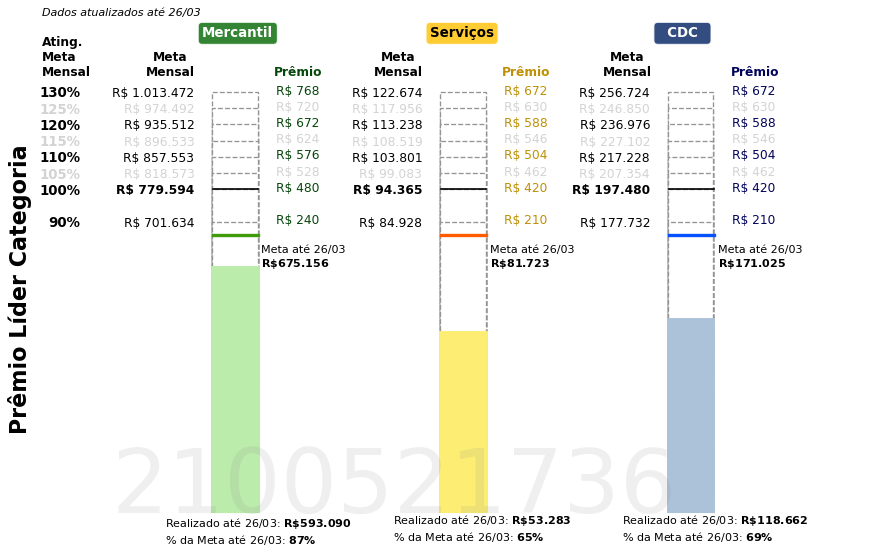 Dados atualizados até 26/03
Mercantil Serviços CDC
Ating. Meta Mensal Meta Mensal Prêmio Meta Mensal Prêmio Meta Mensal Prêmio
130% R$ 1.013.472 R$ 768 R$ 122.674 R$ 672 R$ 256.724 R$ 672
125% R$ 974.492 R$ 720 R$ 117.956 R$ 630 R$ 246.850 R$ 630
120% R$ 935.512 R$ 672 R$ 113.238 R$ 588 R$ 236.976 R$ 588
115% R$ 896.533 R$ 624 R$ 108.519 R$ 546 R$ 227.102 R$ 546
110% R$ 857.553 R$ 576 R$ 103.801 R$ 504 R$ 217.228 R$ 504
105% R$ 818.573 R$ 528 R$ 99.083 R$ 462 R$ 207.354 R$ 462
100% R$ 779.594 R$ 480 R$ 94.365 R$ 420 R$ 197.480 R$ 420
90% R$ 701.634 R$ 240 R$ 84.928 R$ 210 R$ 177.732 R$ 210
Meta até 26/03 Meta até 26/03 Meta até 26/03
R$675.156 R$81.723 R$171.025
Prêmio Líder Categoria
2100521736
Realizado até 26/03: R$593.090 Realizado até 26/03: R$53.283 Realizado até 26/03: R$118.662
% da Meta até 26/03: 87% % da Meta até 26/03: 65% % da Meta até 26/03: 69%